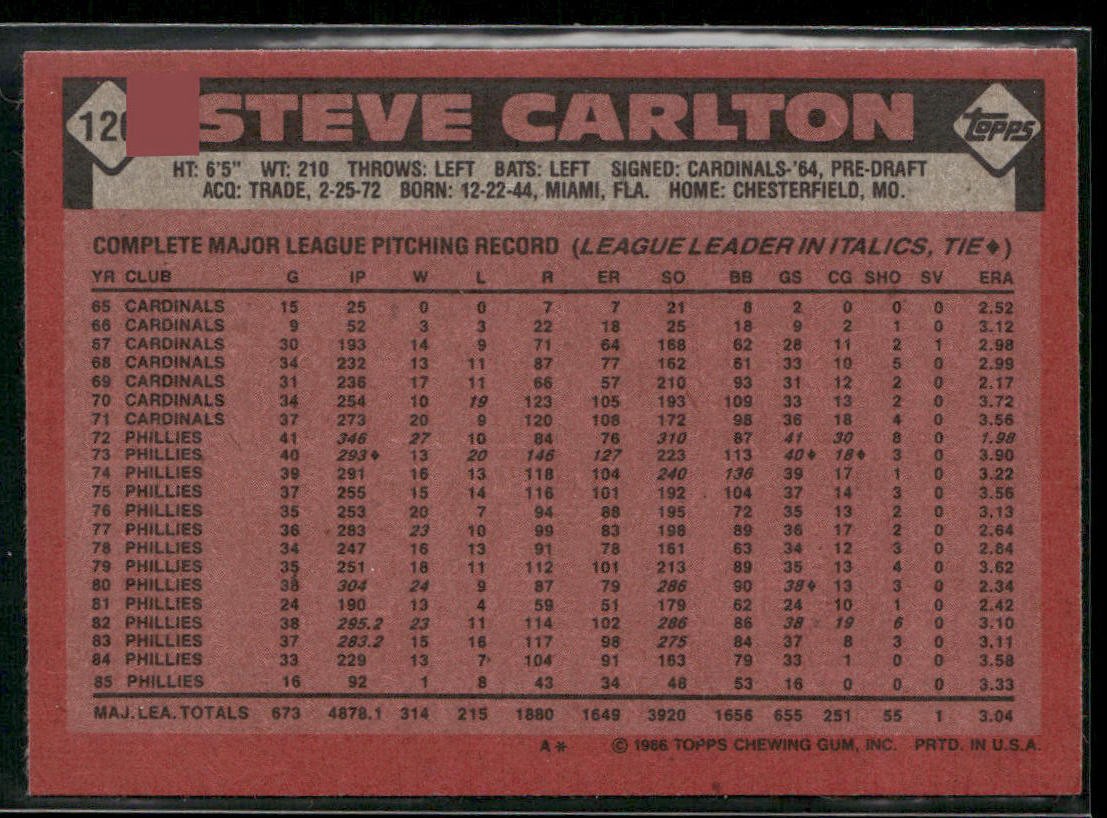 120 STEVE CARLTON topps
HT: 6'5" WT: 210 THROWS: LEFT BATS: LEFT SIGNED: CARDINALS-'64, PRE-DRAFT
ACQ: TRADE, 2-25-72 BORN: 12-22-44, MIAMI, FLA. HOME: CHESTERFIELD, MO.
COMPLETE MAJOR LEAGUE PITCHING RECORD (LEAGUE LEADER IN ITALICS, TIE♦)
YR CLUB G IP W L R ER SO BB GS CG SHO SV ERA
65 CARDINALS 15 25 0 0 7 7 21 8 2 0 0 0 2.52
66 CARDINALS 9 52 3 3 22 18 25 18 9 2 1 0 3.12
67 CARDINALS 30 193 14 9 71 64 168 62 28 11 2 1 2.98
68 CARDINALS 34 232 13 11 87 77 162 61 33 10 5 0 2.99
69 CARDINALS 31 236 17 11 66 57 210 93 31 12 2 0 2.17
70 CARDINALS 34 254 10 19 123 105 193 109 33 13 2 0 3.72
71 CARDINALS 37 273 20 9 120 108 172 98 36 18 4 0 3.56
72 PHILLIES 41 346 27 10 84 76 310 87 41 30 8 0 1.98
73 PHILLIES 40 293♦ 13 20 146 127 223 113 40♦ 18♦ 3 0 3.90
74 PHILLIES 39 291 16 13 118 104 240 136 39 17 1 0 3.22
75 PHILLIES 37 255 15 14 116 101 192 104 37 14 3 0 3.56
76 PHILLIES 35 253 20 7 94 88 195 72 35 13 2 0 3.13
77 PHILLIES 36 283 23 10 99 83 198 89 36 17 2 0 2.64
78 PHILLIES 34 247 16 13 91 78 161 63 34 12 3 0 2.84
79 PHILLIES 35 251 18 11 112 101 213 89 35 13 4 0 3.62
80 PHILLIES 38 304 24 9 87 79 286 90 38♦ 13 3 0 2.34
81 PHILLIES 24 190 13 4 59 51 179 62 24 10 1 0 2.42
82 PHILLIES 38 295.2 23 11 114 102 286 86 38 19 6 0 3.10
83 PHILLIES 37 283.2 15 16 117 98 275 84 37 8 3 0 3.11
84 PHILLIES 33 229 13 7 104 91 163 79 33 1 0 0 3.58
85 PHILLIES 16 92 1 8 43 34 48 53 16 0 0 0 3.33
MAJ. LEA. TOTALS 673 4878.1 314 215 1880 1649 3920 1656 655 251 55 1 3.04
A* © 1986 TOPPS CHEWING GUM, INC. PRTD. IN U.S.A.